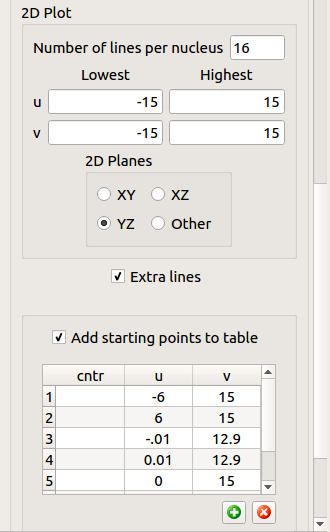 2D Plot
Number of lines per nucleus 16
Lowest Highest
u -15 15
v -15 15
2D Planes
XY XZ
YZ Other
Extra lines
Add starting points to table
cntr u v
1 -6 15
2 6 15
3 -.01 12.9
4 0.01 12.9
5 0 15